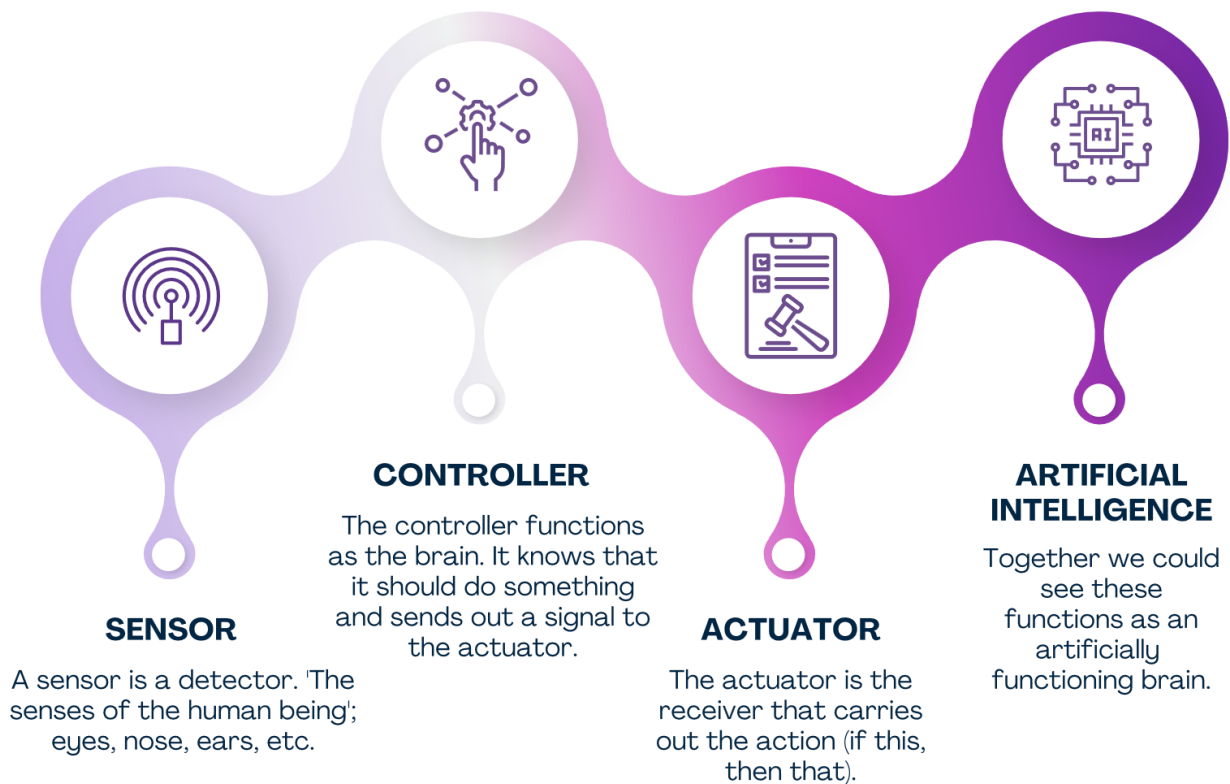 AI
SENSOR
A sensor is a detector. 'The
senses of the human being';
eyes, nose, ears, etc.
CONTROLLER
The controller functions
as the brain. It knows that
it should do something
and sends out a signal to
the actuator.
ACTUATOR
The actuator is the
receiver that carries
out the action (if this,
then that).
ARTIFICIAL
INTELLIGENCE
Together we could
see these
functions as an
artificially
functioning brain.